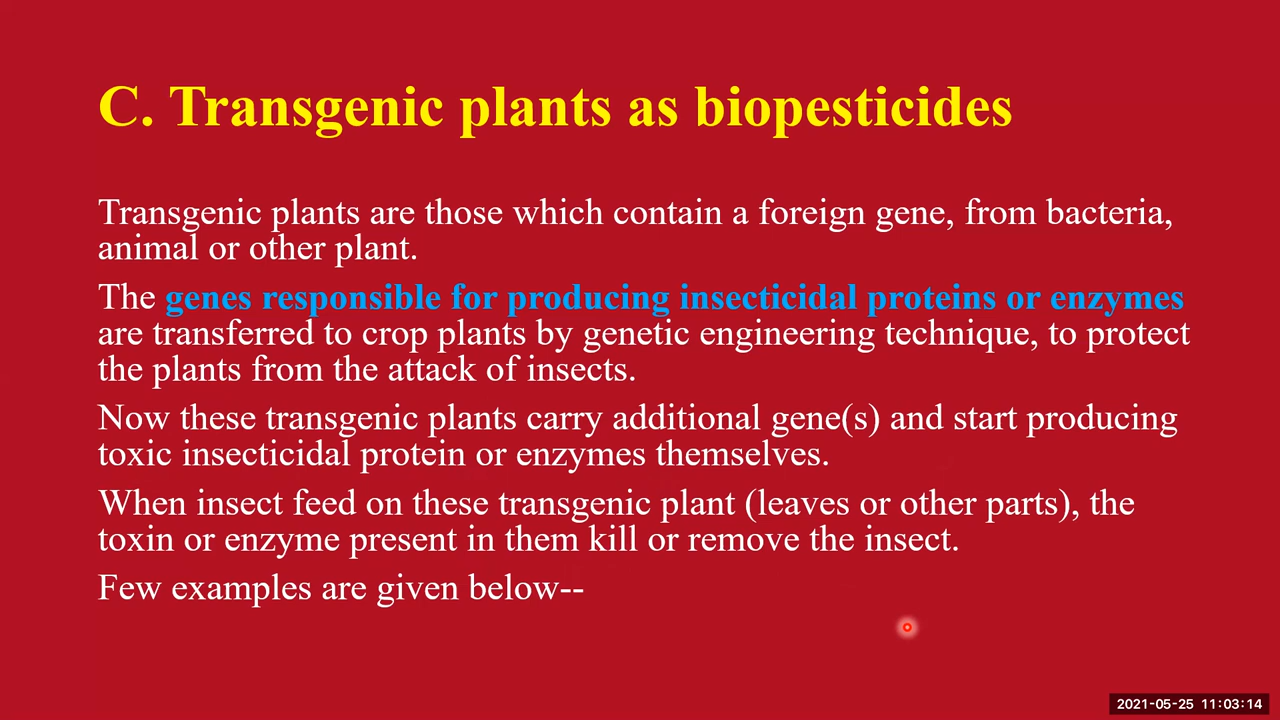 C. Transgenic plants as biopesticides
Transgenic plants are those which contain a foreign gene, from bacteria,
animal or other plant.
The genes responsible for producing insecticidal proteins or enzymes
are transferred to crop plants by genetic engineering technique, to protect
the plants from the attack of insects.
Now these transgenic plants carry additional gene(s) and start producing
toxic insecticidal protein or enzymes themselves.
When insect feed on these transgenic plant (leaves or other parts), the
toxin or enzyme present in them kill or remove the insect.
Few examples are given below--
2021-05-25 11:03:14